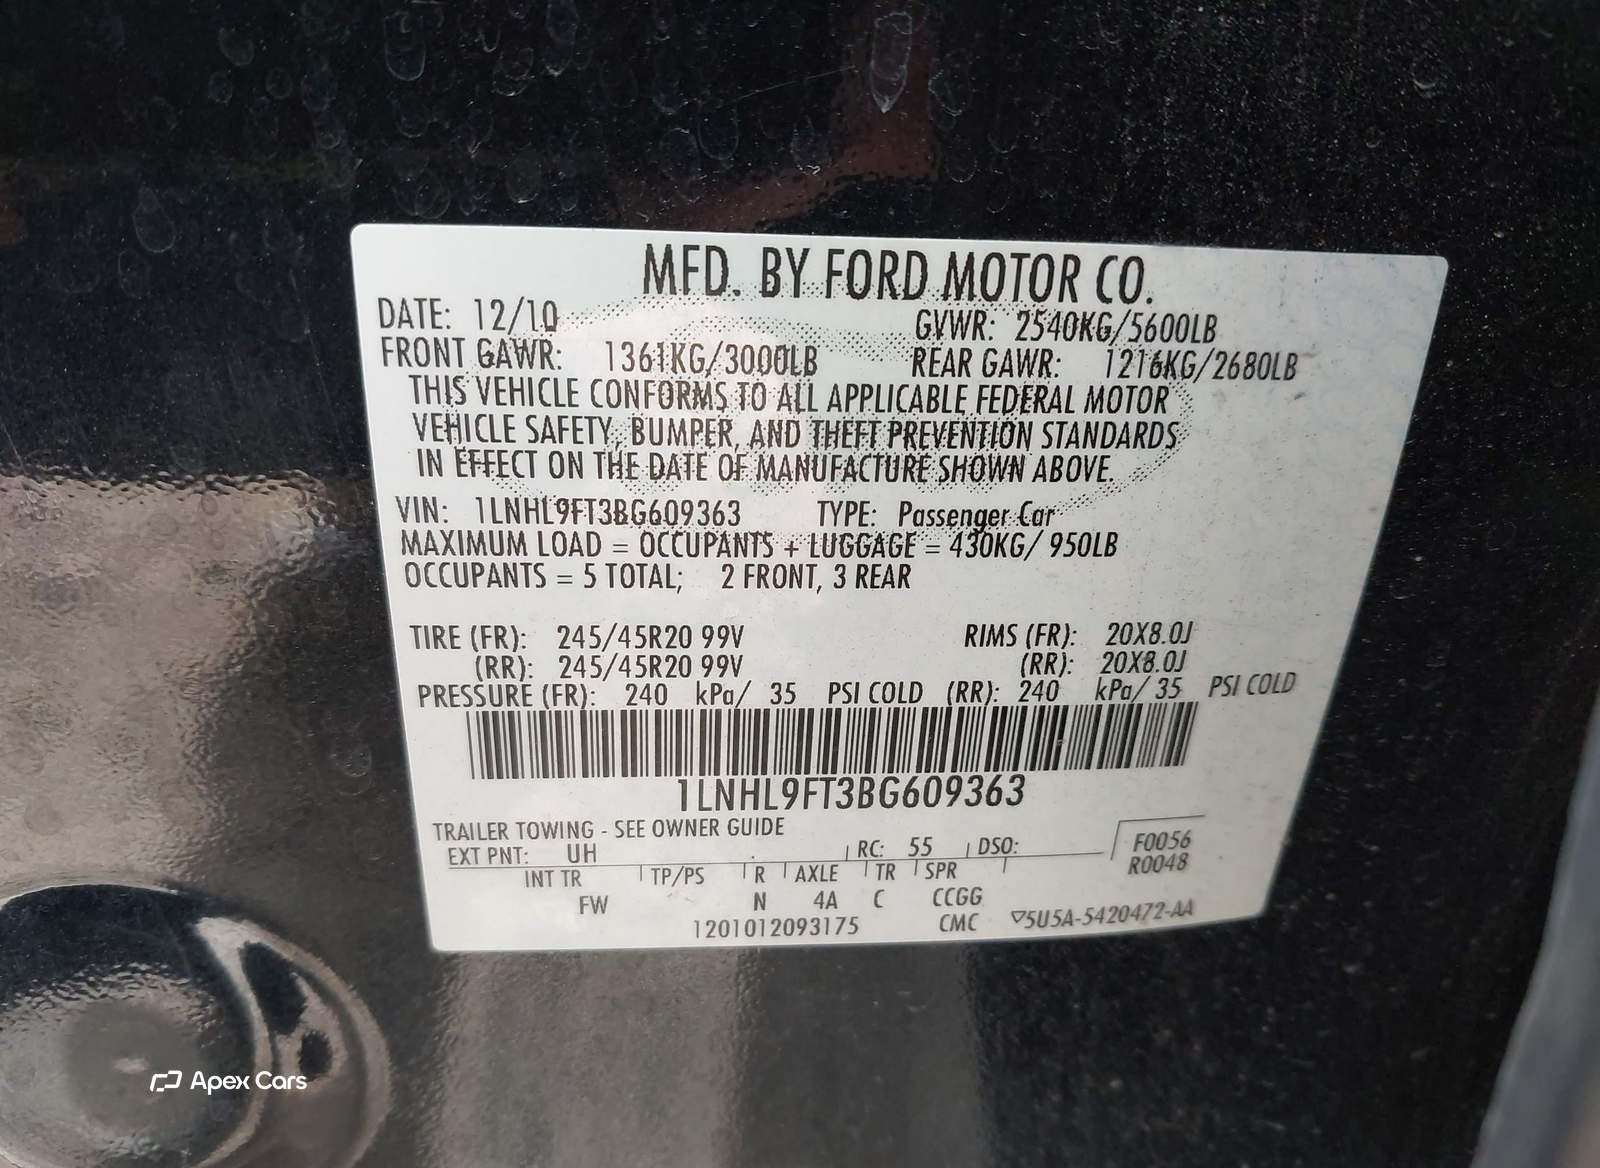 MFD. BY FORD MOTOR CO.
DATE: 12/10 GVWR: 2540KG/5600LB
FRONT GAWR: 1361KG/3000LB REAR GAWR: 1216KG/2680LB
THIS VEHICLE CONFORMS TO ALL APPLICABLE FEDERAL MOTOR
VEHICLE SAFETY, BUMPER, AND THEFT PREVENTION STANDARDS
IN EFFECT ON THE DATE OF MANUFACTURE SHOWN ABOVE.
VIN: 1LNHL9FT3BG609363 TYPE: Passenger Car
MAXIMUM LOAD = OCCUPANTS + LUGGAGE = 430KG/ 950LB
OCCUPANTS = 5 TOTAL; 2 FRONT, 3 REAR
TIRE (FR): 245/45R20 99V RIMS (FR): 20X8.0J
(RR): 245/45R20 99V (RR): 20X8.0J
PRESSURE (FR): 240 kPa/ 35 PSI COLD (RR): 240 kPa/ 35 PSI COLD
1LNHL9FT3BG609363
TRAILER TOWING - SEE OWNER GUIDE
EXT PNT: UH RC: 55 DSO: F0056
R0048
INT TR TP/PS R AXLE TR SPR
FW N 4A C CCGG
1201012093175 CMC ▽5U5A-5420472-AA
Apex Cars